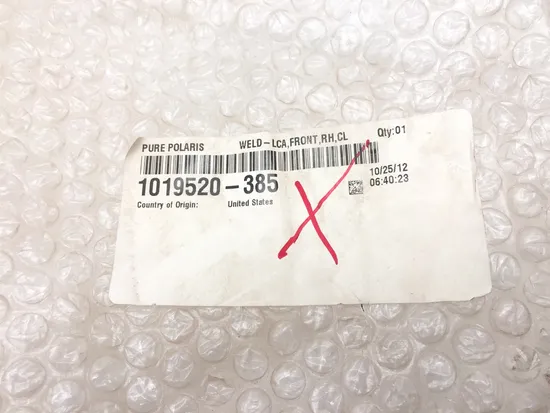 PURE POLARIS WELD-LCA,FRONT,RH,CL Qty:01
1019520-385 10/25/12
06:40:23
Country of Origin: United States
X